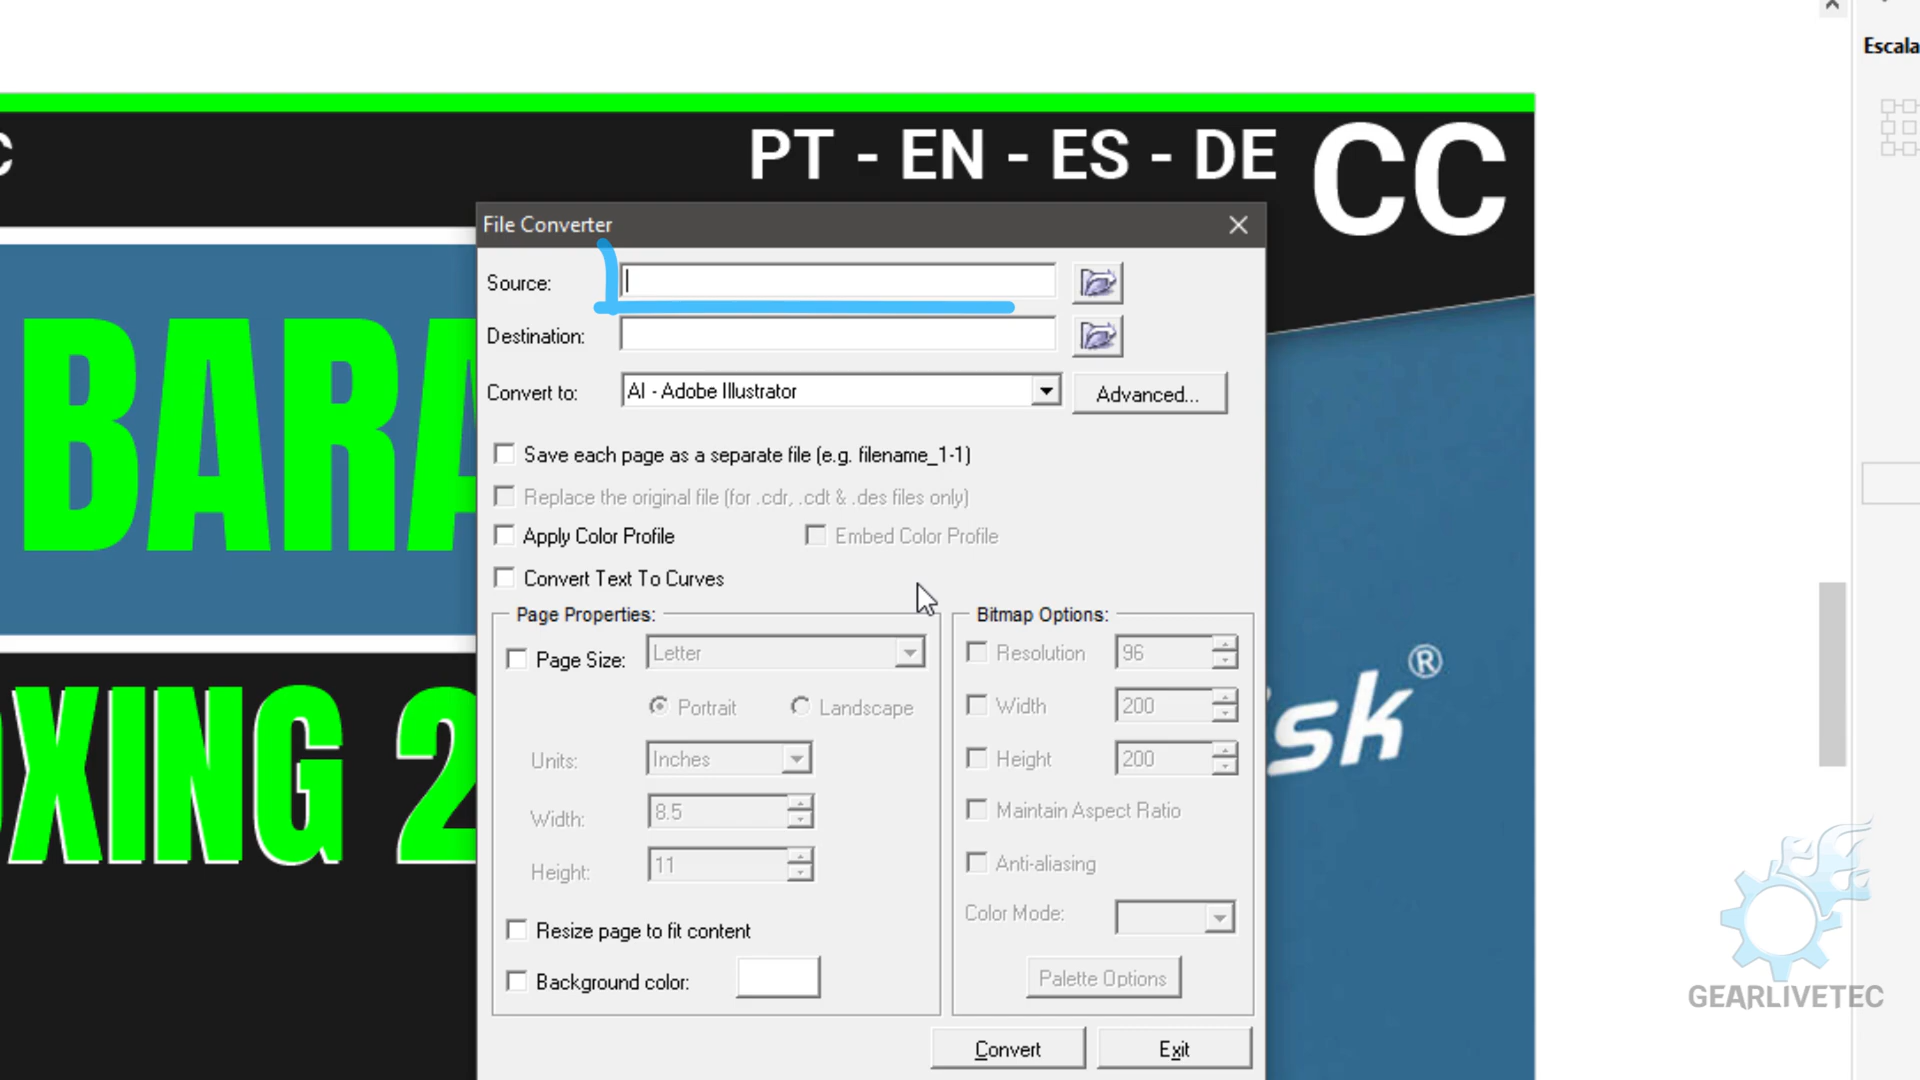 Escala
C
PT - EN - ES - DE CC
File Converter
Source:
Destination:
Convert to: AI - Adobe Illustrator Advanced...
BARA
Save each page as a separate file (e.g. filename_1-1)
Replace the original file (for .cdr, .cdt & .des files only)
Apply Color Profile Embed Color Profile
Convert Text To Curves
Page Properties:
Page Size: Letter
Portrait Landscape
Units: Inches
Width: 8.5
Height: 11
Resize page to fit content
Background color:
Bitmap Options:
Resolution 96
Width 200
Height 200
Maintain Aspect Ratio
Anti-aliasing
Color Mode:
Palette Options
Convert Exit
OXING 2
isk®
GEARLIVETEC